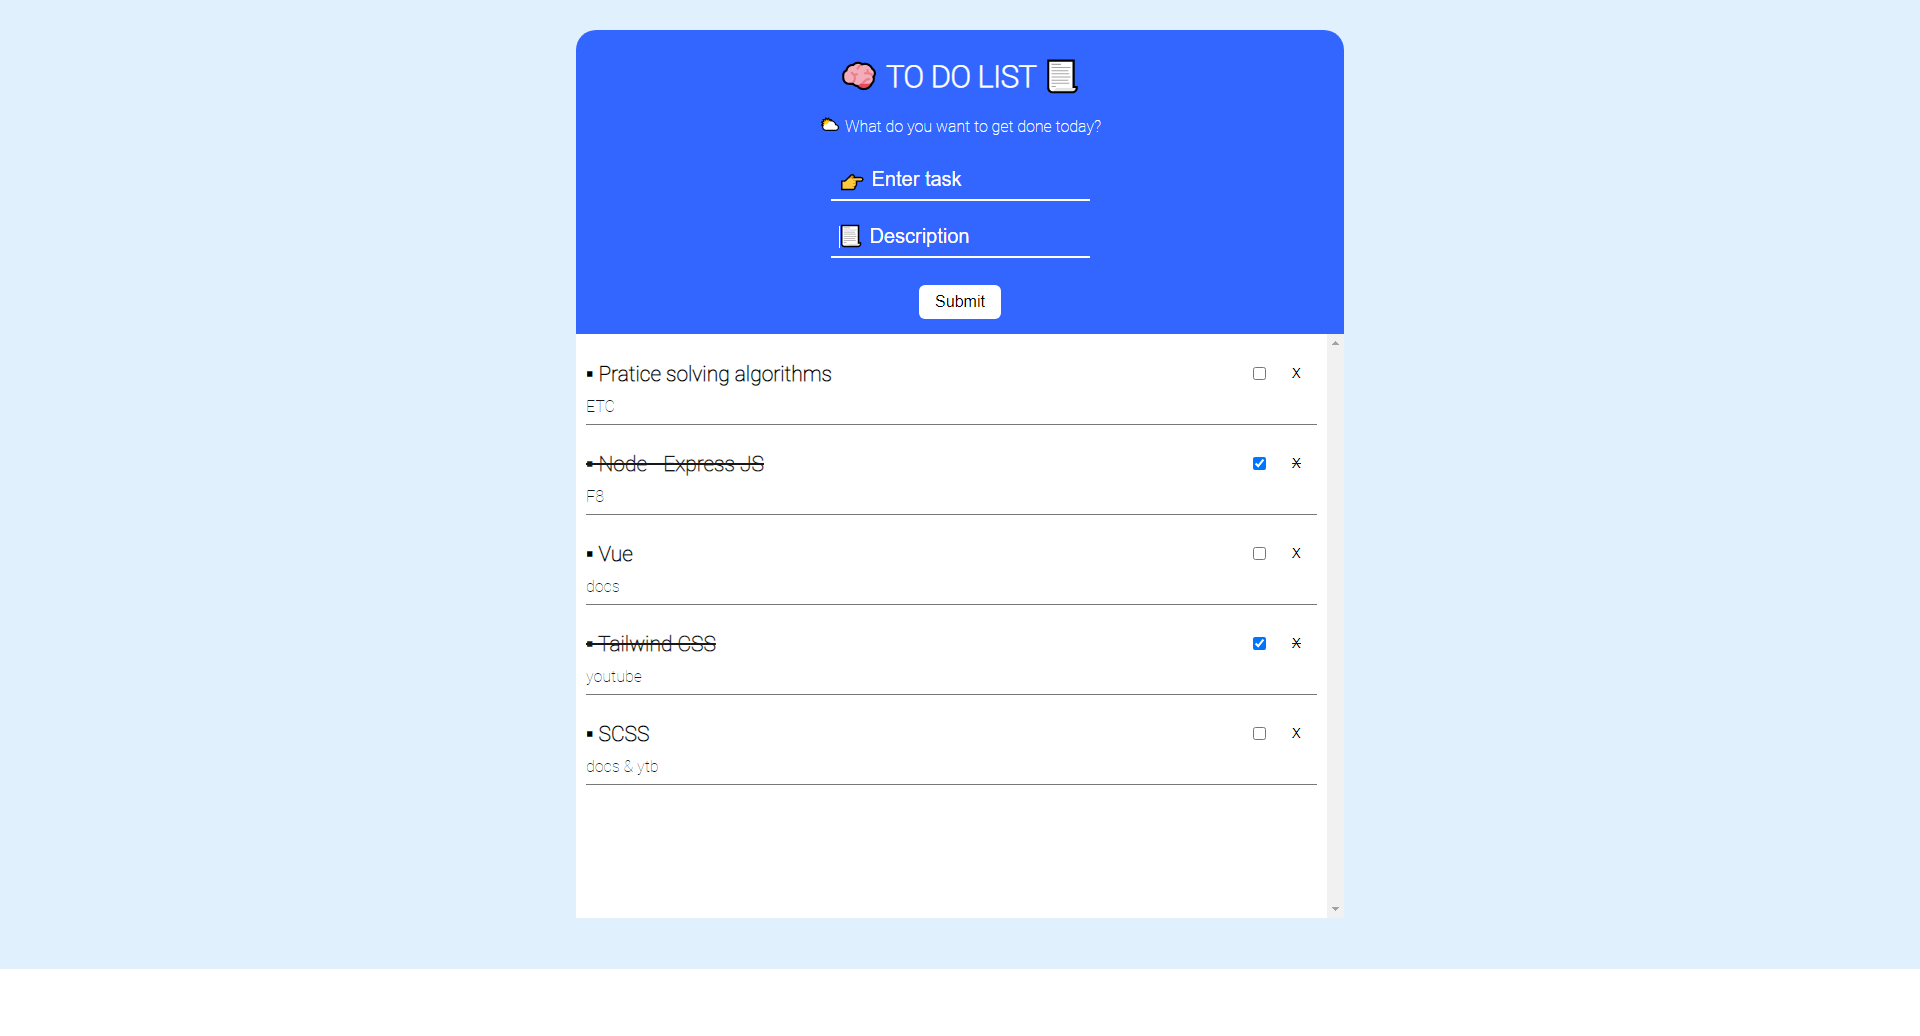 🧠 TO DO LIST 📃
⛅ What do you want to get done today?
👉 Enter task
📃 Description
Submit
▪ Pratice solving algorithms X
ETC
▪ Node - Express JS X
F8
▪ Vue X
docs
▪ Tailwind CSS X
youtube
▪ SCSS X
docs & ytb